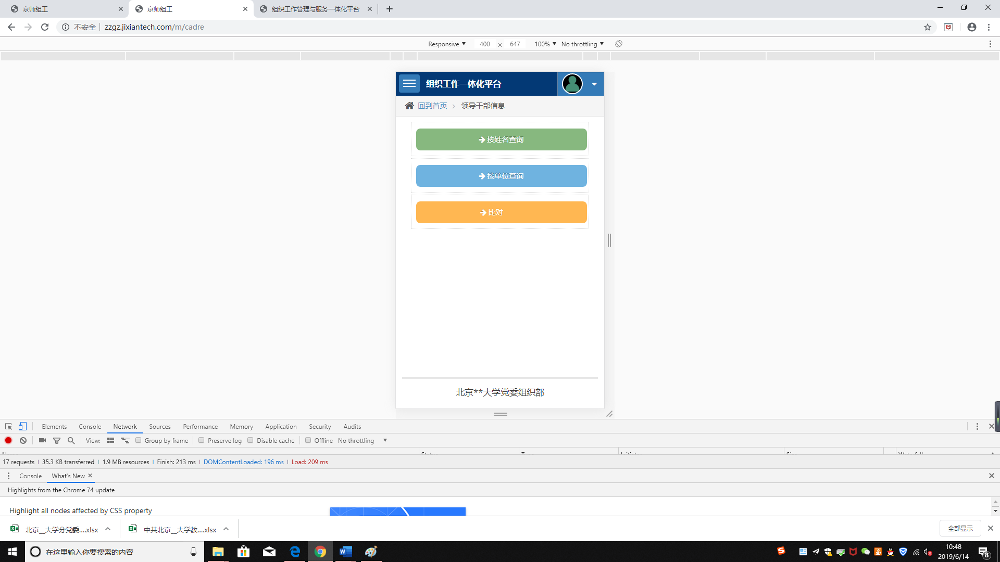 京师组工
京师组工
组织工作管理与服务一体化平台
不安全
zzgz.jixiantech.com/m/cadre
Responsive ▼ 400 × 647 100% ▼ No throttling ▼
组织工作一体化平台
回到首页 > 领导干部信息
按姓名查询
按单位查询
比对
北京**大学党委组织部
Elements Console Network Sources Performance Memory Application Security Audits
View: Group by frame Preserve log Disable cache Offline No throttling ▼
Name Status Type Initiator Size Waterfall
17 requests | 35.3 KB transferred | 1.9 MB resources | Finish: 213 ms | DOMContentLoaded: 196 ms | Load: 209 ms
Console What's New
Highlights from the Chrome 74 update
Highlight all nodes affected by CSS property
北京__大学分党委....xlsx
中共北京__大学教....xlsx
全部显示
在这里输入你要搜索的内容
10:48
2019/6/14
8